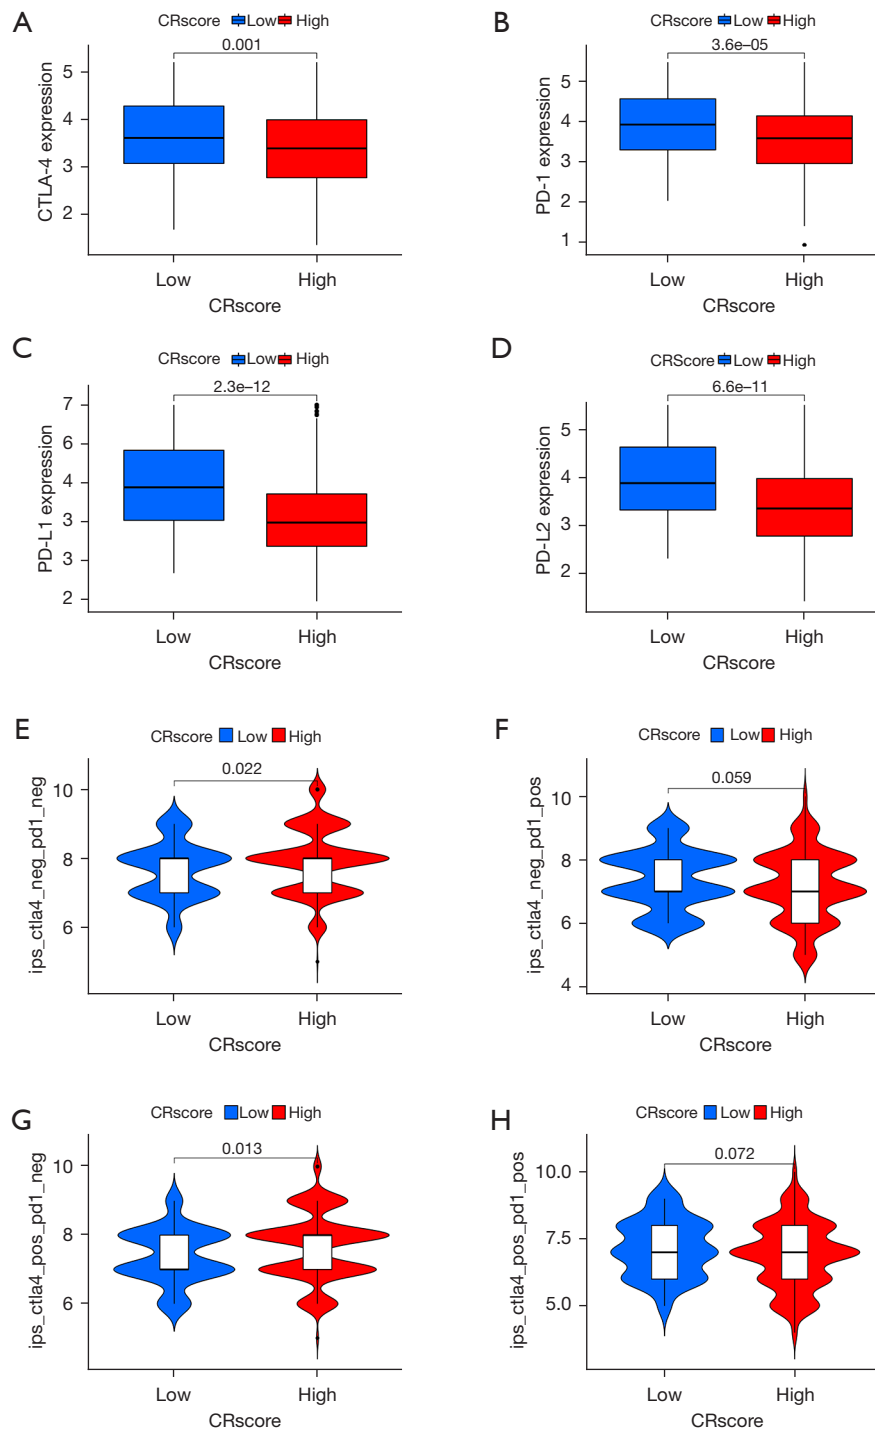 A
CRscore Low High
0.001
CTLA-4 expression
5
4
3
2
Low High
CRscore
B
CRscore Low High
3.6e–05
PD-1 expression
5
4
3
2
1
Low High
CRscore
C
CRscore Low High
2.3e–12
PD-L1 expression
7
6
4
3
3
2
Low High
CRscore
D
CRScore Low High
6.6e–11
PD-L2 expression
5
4
3
2
Low High
CRscore
E
CRscore Low High
0.022
ips_ctla4_neg_pd1_neg
10
8
6
Low High
CRscore
F
CRscore Low High
0.059
ips_ctla4_neg_pd1_pos
10
8
6
4
Low High
CRscore
G
CRscore Low High
0.013
ips_ctla4_pos_pd1_neg
10
8
6
Low High
CRscore
H
CRscore Low High
0.072
ips_ctla4_pos_pd1_pos
10.0
7.5
5.0
Low High
CRscore